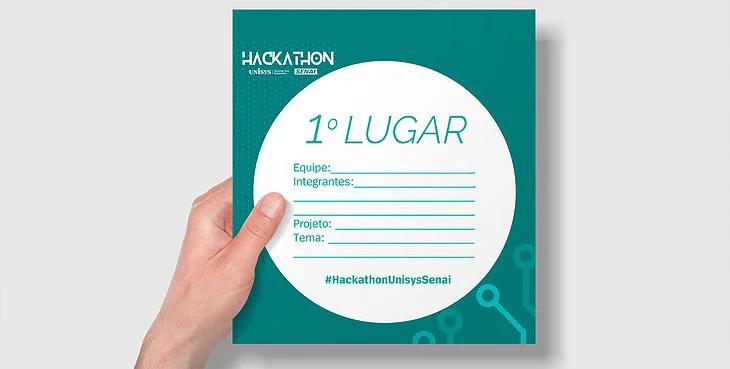 HACKATHON
UNISYS SENAI
1º LUGAR
Equipe:
Integrantes:
Projeto:
Tema:
#HackathonUnisysSenai